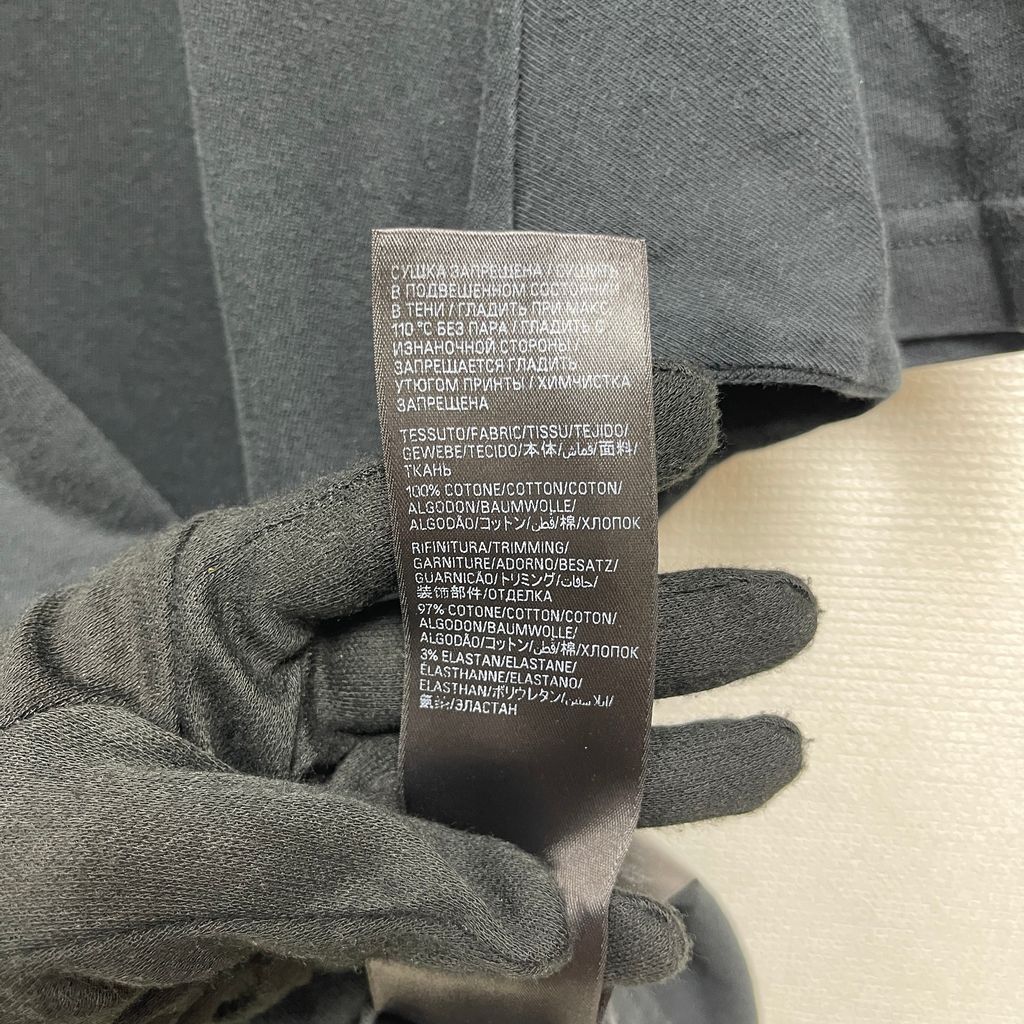 СУШКА ЗАПРЕЩЕНА / СУШИТЬ
В ПОДВЕШЕННОМ СОСТОЯНИИ
В ТЕНИ / ГЛАДИТЬ ПРИ МАКС
110 °C БЕЗ ПАРА / ГЛАДИТЬ С
ИЗНАНОЧНОЙ СТОРОНЫ /
ЗАПРЕЩАЕТСЯ ГЛАДИТЬ
УТЮГОМ ПРИНТЫ / ХИМЧИСТКА
ЗАПРЕЩЕНА
TESSUTO/FABRIC/TISSU/TEJIDO/
GEWEBE/TECIDO/本体/قماش/面料/
ТКАНЬ
100% COTONE/COTTON/COTON/
ALGODON/BAUMWOLLE/
ALGODÃO/コットン/قطن/棉/ХЛОПОК
RIFINITURA/TRIMMING/
GARNITURE/ADORNO/BESATZ/
GUARNICÃO/トリミング/حافات/
装饰部件/ОТДЕЛКА
97% COTONE/COTTON/COTON/
ALGODON/BAUMWOLLE/
ALGODÃO/コットン/قطن/棉/ХЛОПОК
3% ELASTAN/ELASTANE/
ÉLASTHANNE/ELASTANO/
ELASTHAN/ポリウレタン/إيلاستين/
氨纶/ЭЛАСТАН